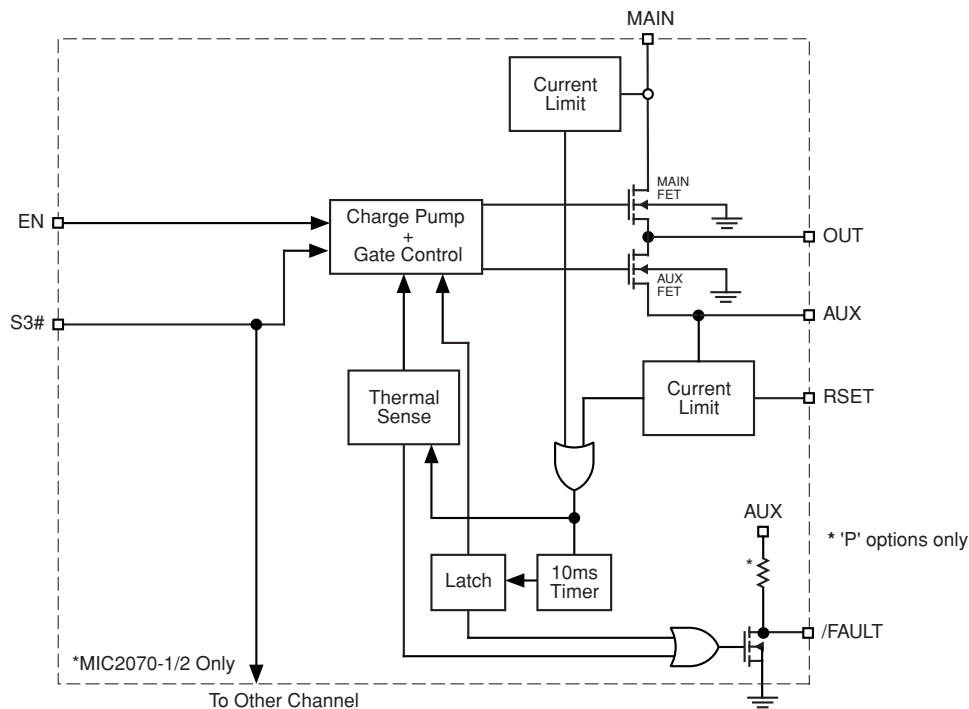 MAIN
Current
Limit
MAIN
FET
EN
Charge Pump
+
Gate Control
OUT
AUX
FET
S3#
AUX
Thermal
Sense
Current
Limit
RSET
AUX
* 'P' options only
*
Latch
10ms
Timer
/FAULT
*MIC2070-1/2 Only
To Other Channel